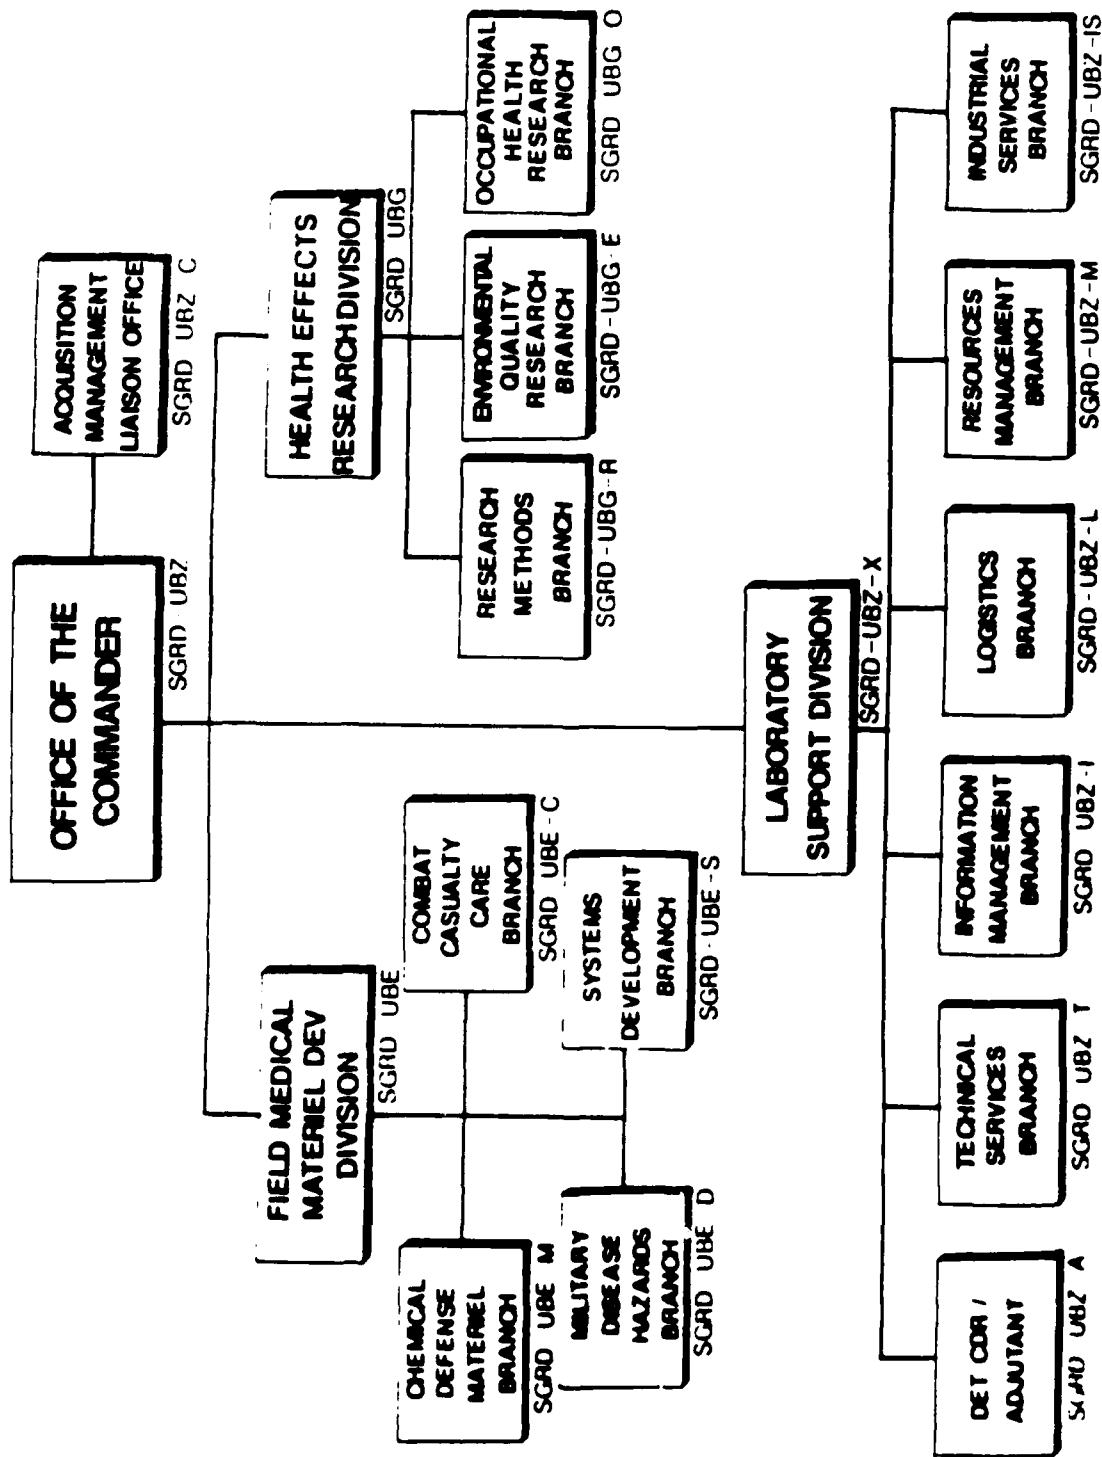 OFFICE OF THE
COMMANDER
SGRD - UBZ
ACQUISITION
MANAGEMENT
LIAISON OFFICE
SGRD UBZ C
FIELD MEDICAL
MATERIEL DEV
DIVISION
SGRD UBE
HEALTH EFFECTS
RESEARCH DIVISION
SGRD UBG
CHEMICAL
DEFENSE
MATERIEL
BRANCH
SGRD UBE M
COMBAT
CASUALTY
CARE
BRANCH
SGRD UBE - C
MILITARY
DISEASE
HAZARDS
BRANCH
SGRD UBE D
SYSTEMS
DEVELOPMENT
BRANCH
SGRD - UBE - S
RESEARCH
METHODS
BRANCH
SGRD - UBG - R
ENVIRONMENTAL
QUALITY
RESEARCH
BRANCH
SGRD - UBG - E
OCCUPATIONAL
HEALTH
RESEARCH
BRANCH
SGRD UBG O
LABORATORY
SUPPORT DIVISION
SGRD-UBZ-X
DET CDR /
ADJUTANT
SGRD UBZ A
TECHNICAL
SERVICES
BRANCH
SGRD UBZ T
INFORMATION
MANAGEMENT
BRANCH
SGRD UBZ - I
LOGISTICS
BRANCH
SGRD - UBZ - L
RESOURCES
MANAGEMENT
BRANCH
SGRD - UBZ - M
INDUSTRIAL
SERVICES
BRANCH
SGRD - UBZ - IS